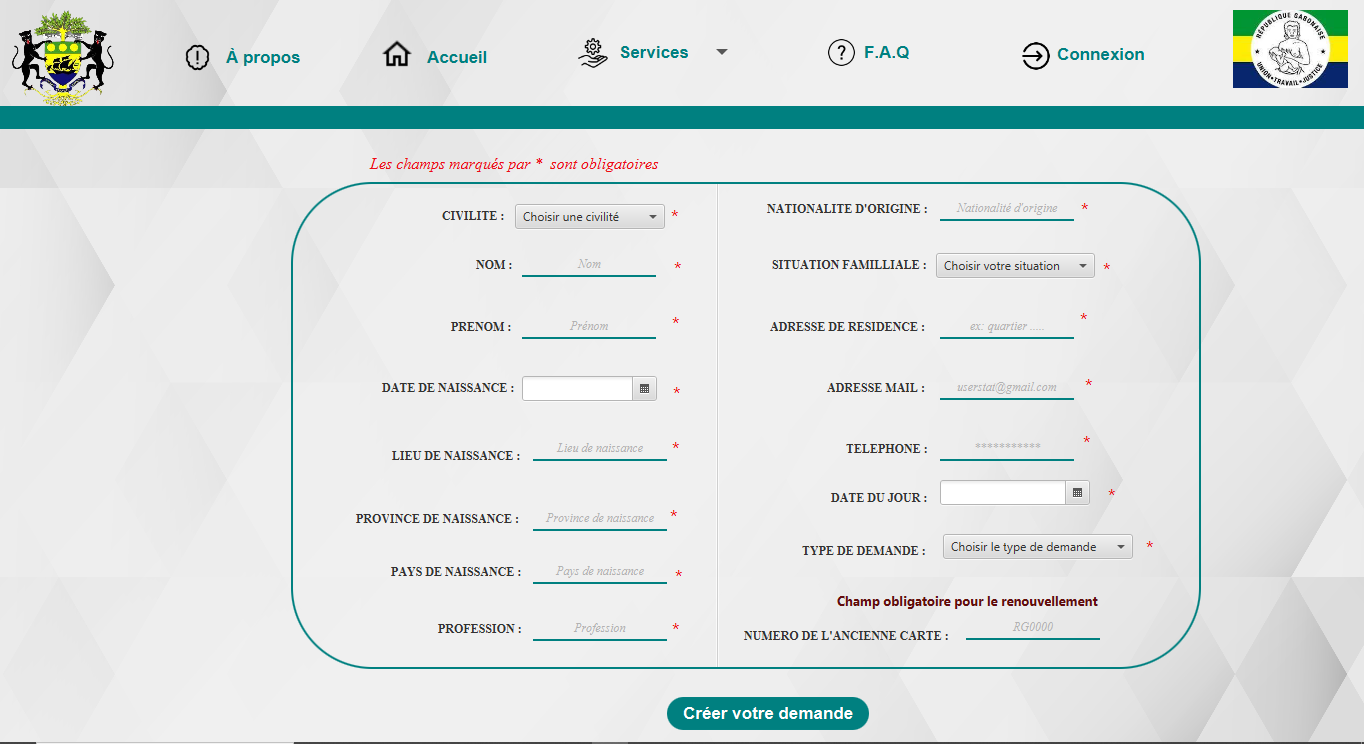 À propos
Accueil
Services
? F.A.Q
Connexion
RÉPUBLIQUE GABONAISE
UNION • TRAVAIL • JUSTICE
Les champs marqués par * sont obligatoires
CIVILITE : Choisir une civilité *
NOM : Nom *
PRENOM : Prénom *
DATE DE NAISSANCE : *
LIEU DE NAISSANCE : Lieu de naissance *
PROVINCE DE NAISSANCE : Province de naissance *
PAYS DE NAISSANCE : Pays de naissance *
PROFESSION : Profession *
NATIONALITE D'ORIGINE : Nationalité d'origine *
SITUATION FAMILLIALE : Choisir votre situation *
ADRESSE DE RESIDENCE : ex: quartier ..... *
ADRESSE MAIL : userstat@gmail.com *
TELEPHONE : *********** *
DATE DU JOUR : *
TYPE DE DEMANDE : Choisir le type de demande *
Champ obligatoire pour le renouvellement
NUMERO DE L'ANCIENNE CARTE : RG0000
Créer votre demande